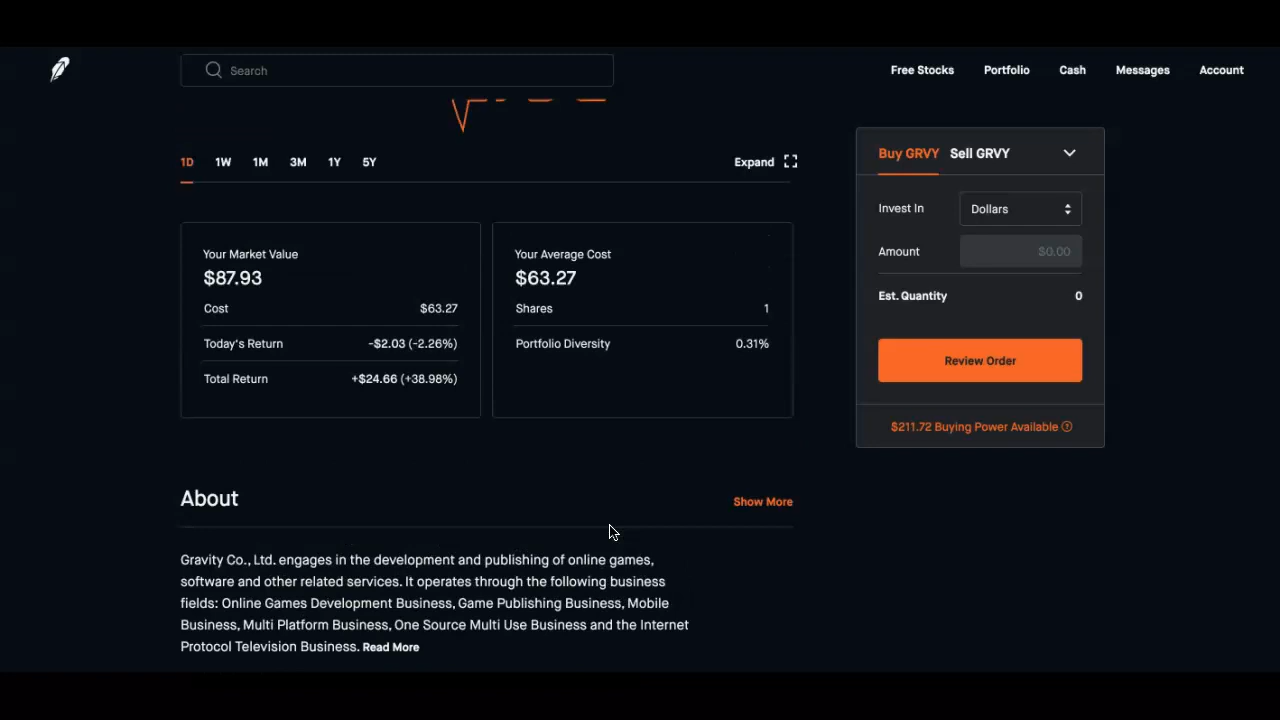 Search
Free Stocks Portfolio Cash Messages Account
1D 1W 1M 3M 1Y 5Y Expand
Your Market Value
$87.93
Cost $63.27
Today's Return -$2.03 (-2.26%)
Total Return +$24.66 (+38.98%)
Your Average Cost
$63.27
Shares 1
Portfolio Diversity 0.31%
Buy GRVY Sell GRVY
Invest In Dollars
Amount $0.00
Est. Quantity 0
Review Order
$211.72 Buying Power Available
About Show More
Gravity Co., Ltd. engages in the development and publishing of online games,
software and other related services. It operates through the following business
fields: Online Games Development Business, Game Publishing Business, Mobile
Business, Multi Platform Business, One Source Multi Use Business and the Internet
Protocol Television Business. Read More